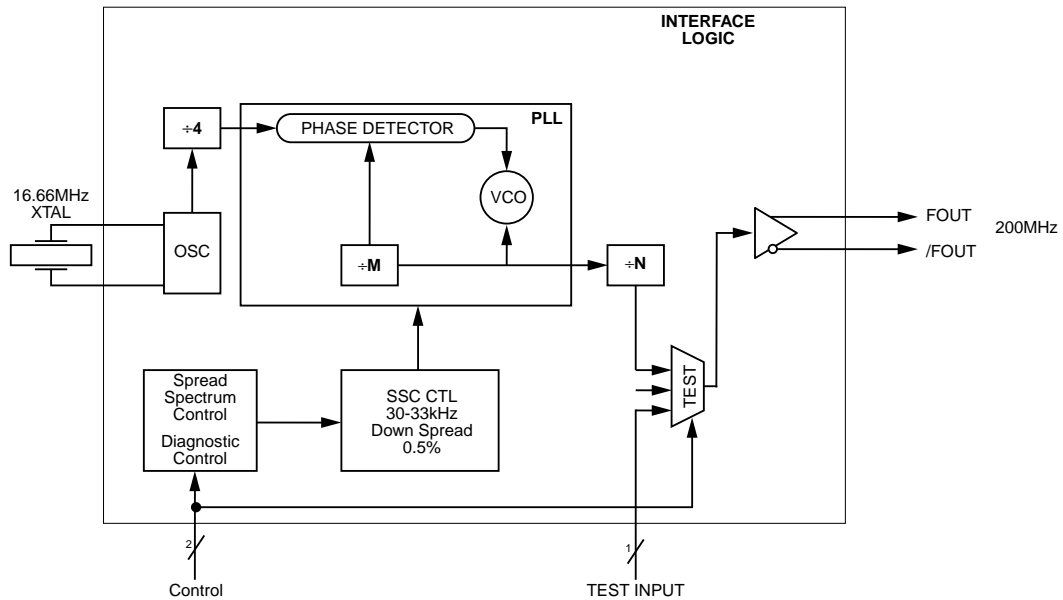 INTERFACE
LOGIC
÷4
PHASE DETECTOR
PLL
16.66MHz
XTAL
OSC
VCO
FOUT
200MHz
/FOUT
÷M
÷N
TEST
Spread
Spectrum
Control
Diagnostic
Control
SSC CTL
30-33kHz
Down Spread
0.5%
2
1
Control
TEST INPUT